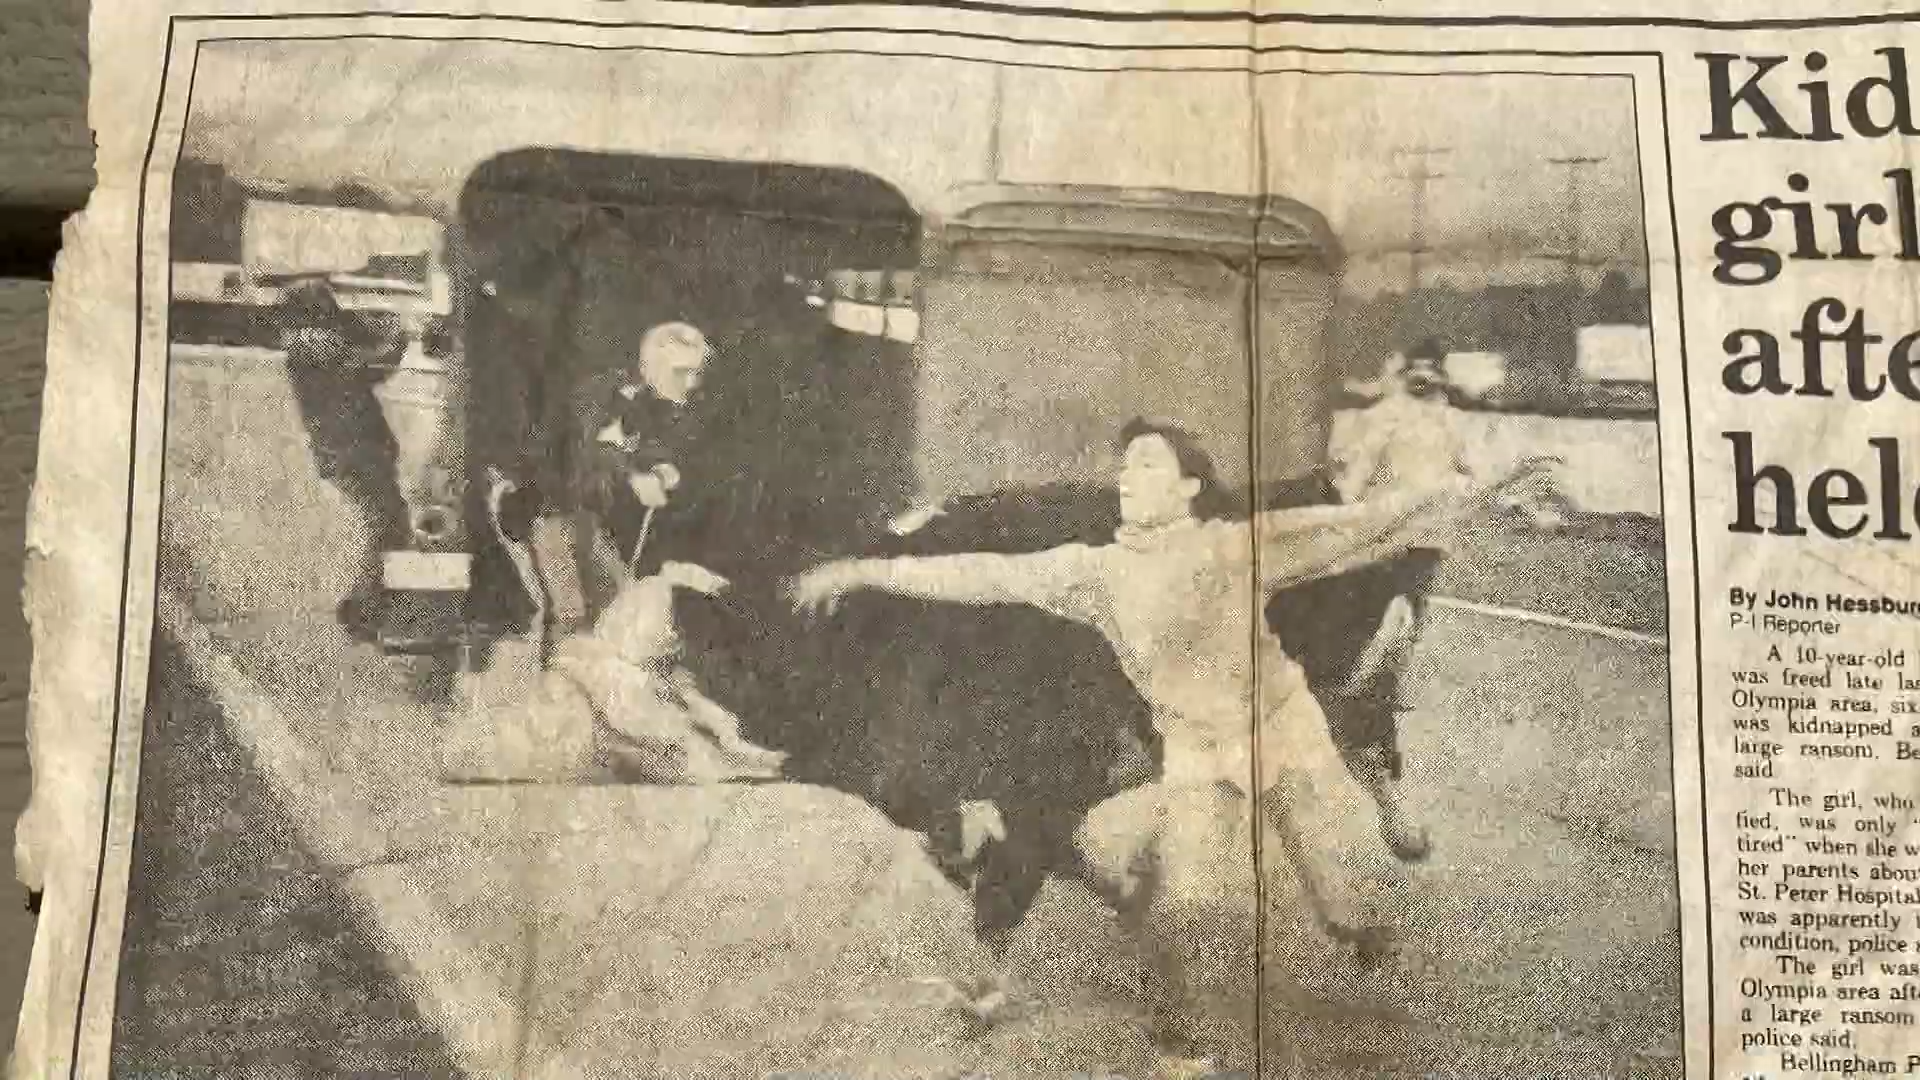 Kid
girl
afte
hel
By John Hessbur
P-I Reporter
A 10-year-old
was freed late las
Olympia area, six
was kidnapped a
large ransom, Be
said.
The girl, who
fied, was only "
tired" when she w
her parents abou
St. Peter Hospital
was apparently
condition, police
The girl was
Olympia area aft
a large ransom
police said.
Bellingham P